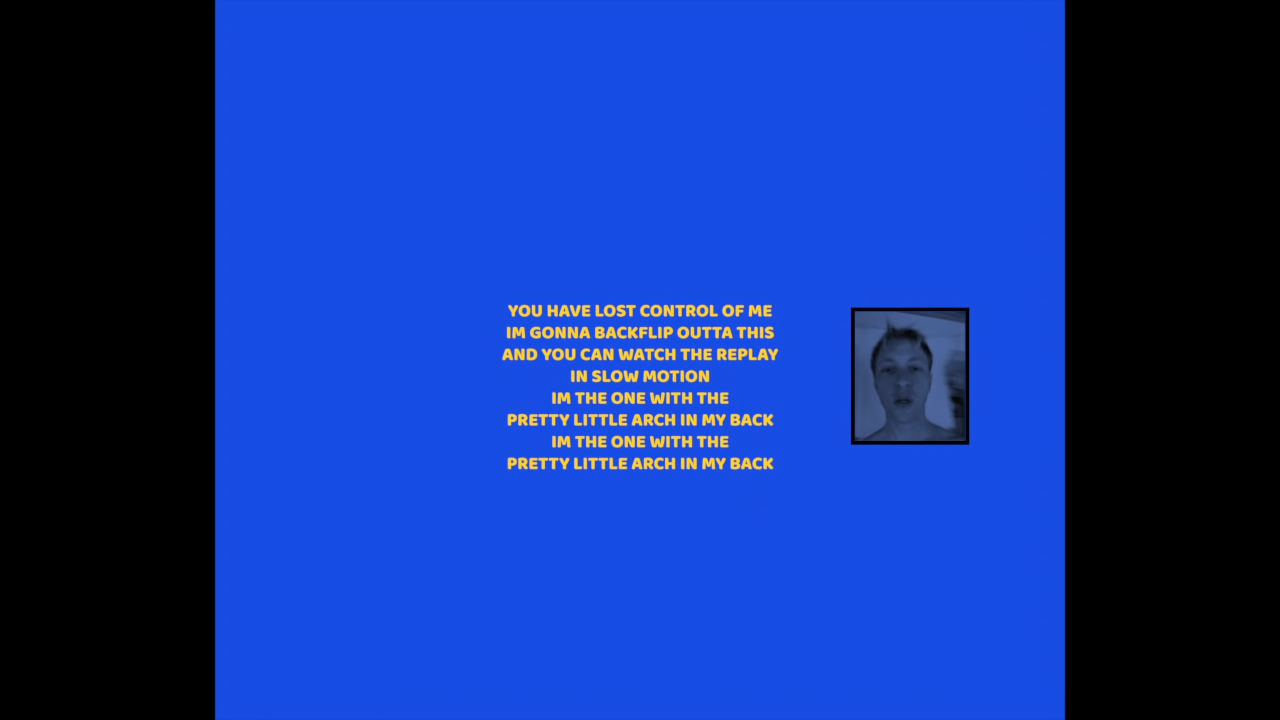 YOU HAVE LOST CONTROL OF ME
IM GONNA BACKFLIP OUTTA THIS
AND YOU CAN WATCH THE REPLAY
IN SLOW MOTION
IM THE ONE WITH THE
PRETTY LITTLE ARCH IN MY BACK
IM THE ONE WITH THE
PRETTY LITTLE ARCH IN MY BACK